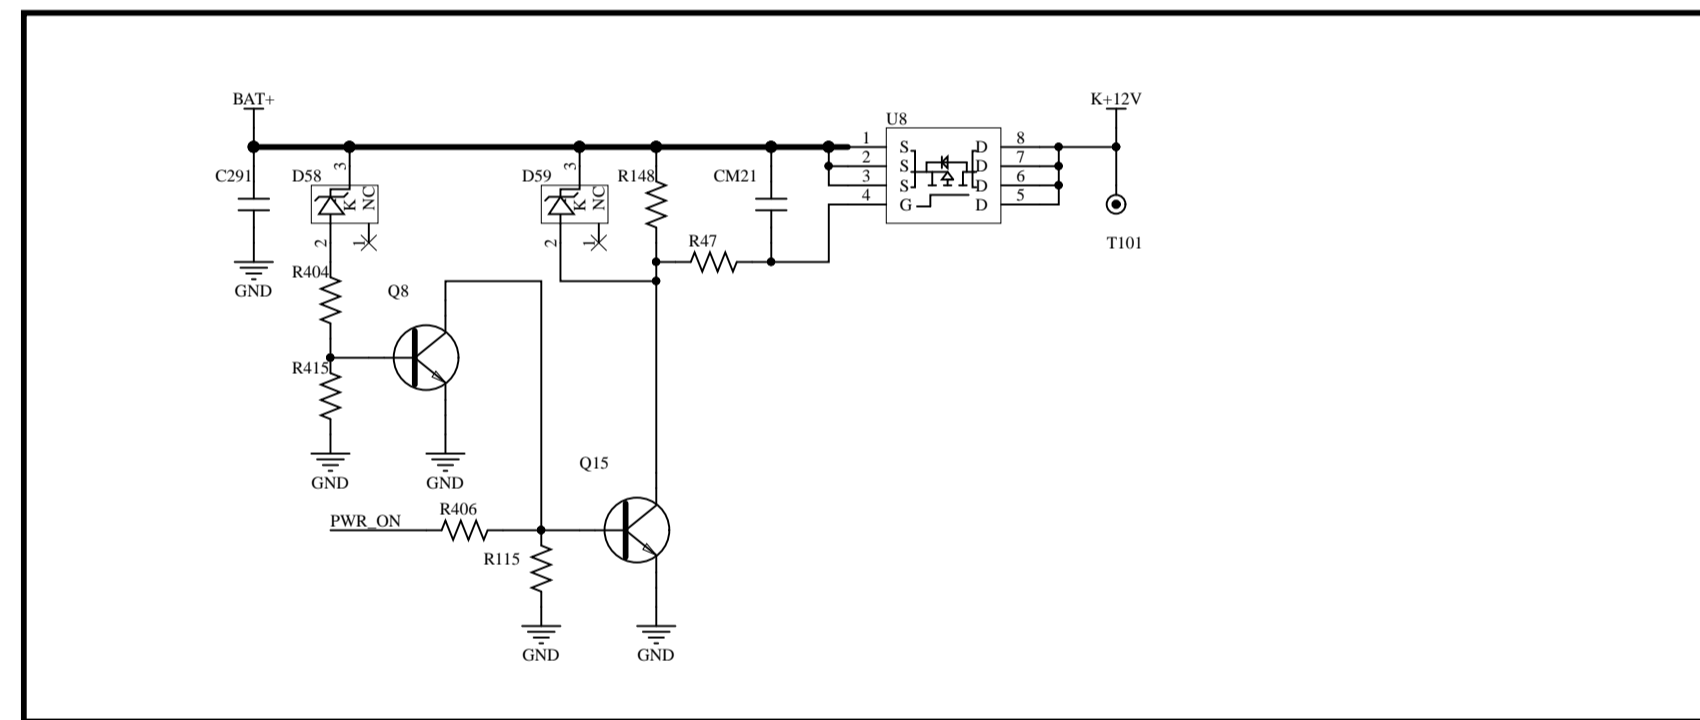 BAT+
K+12V
U8
1
S
D
8
2
S
D
7
3
S
D
6
4
G
D
5
C291
D58
3
K
NC
2
1
D59
3
K
NC
2
1
R148
CM21
R47
T101
GND
R404
Q8
R415
GND
GND
Q15
PWR_ON
R406
R115
GND
GND